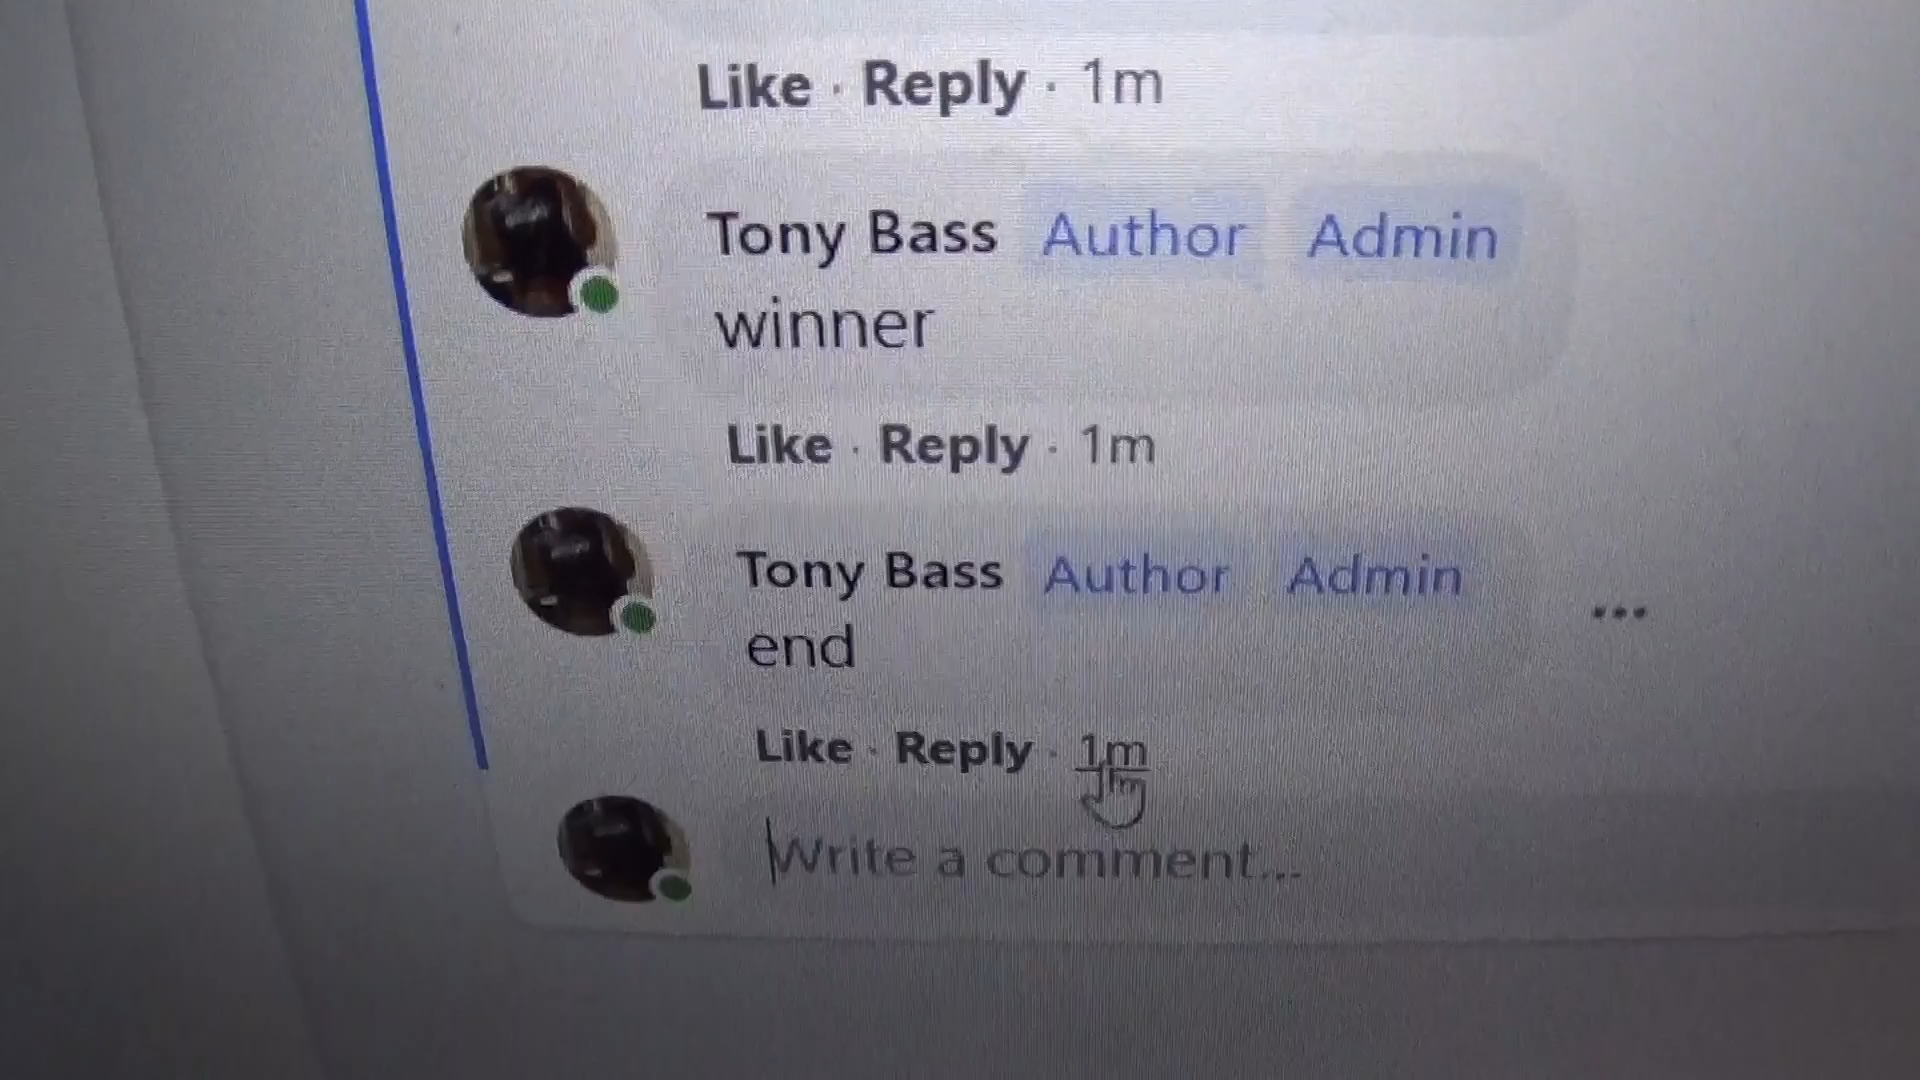 Like · Reply · 1m
Tony Bass Author Admin
winner
Like · Reply · 1m
Tony Bass Author Admin
end
...
Like · Reply · 1m
Write a comment...